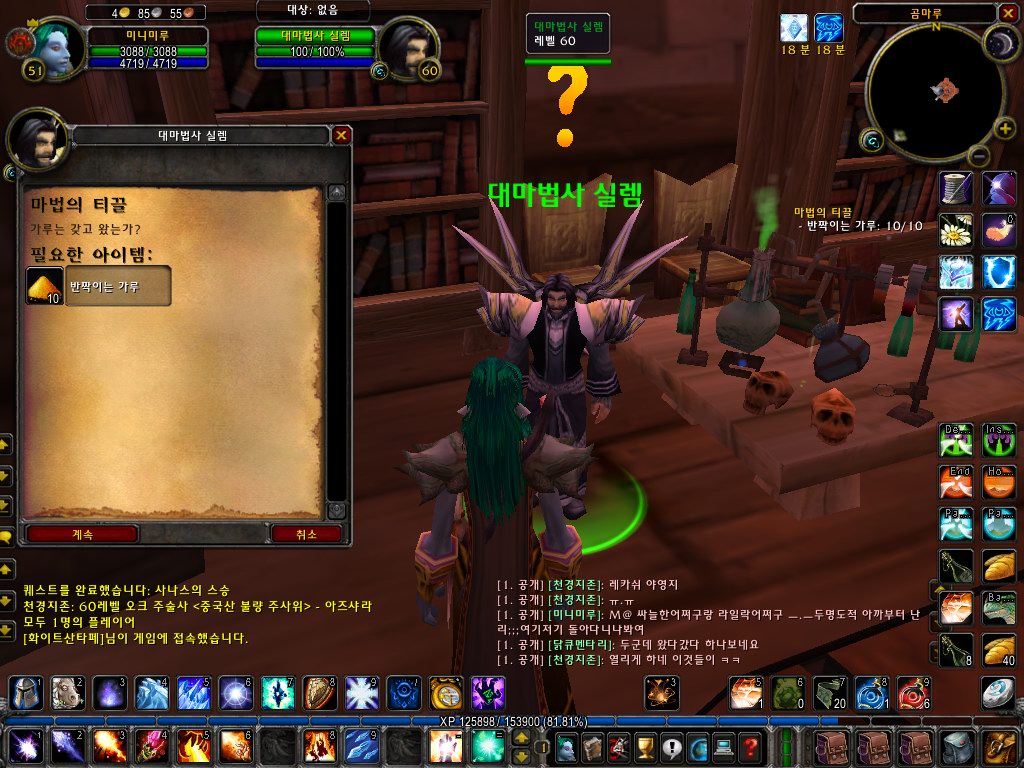 4 85 55
대상: 없음
미니미루
3088 / 3088
4719 / 4719
51
대마법사 실렘
100 / 100%
60
대마법사 실렘
레벨 60
18 분 18 분
곰마루
N
대마법사 실렘
마법의 티끌
가루는 갖고 왔는가?
필요한 아이템:
10
반짝이는 가루
계속
취소
대마법사 실렘
마법의 티끌
- 반짝이는 가루: 10/10
퀘스트를 완료했습니다: 사나스의 스승
천경지존: 60레벨 오크 주술사 <중국산 불량 주사위> - 아즈샤라
모두 1명의 플레이어
[화이트산타페]님이 게임에 접속했습니다.
[1. 공개] [천경지존]: 레카쉬 야영지
[1. 공개] [천경지존]: ㅠ.ㅠ
[1. 공개] [미니미루]: M@ 싸늘한어쩌구랑 라일락어쩌구 ㅡ.ㅡ두명도적 아까부터 난
리;;;여기저기 돌아다니나봐여
[1. 공개] [닭큐멘타리]: 두군데 왔다갔다 하나보네요
[1. 공개] [천경지존]: 열리게 하네 이것들이 ㅋㅋ
De... Ins...
End Ho...
Pa... Pa...
8 40
XP 125898 / 153900 (81.81%)